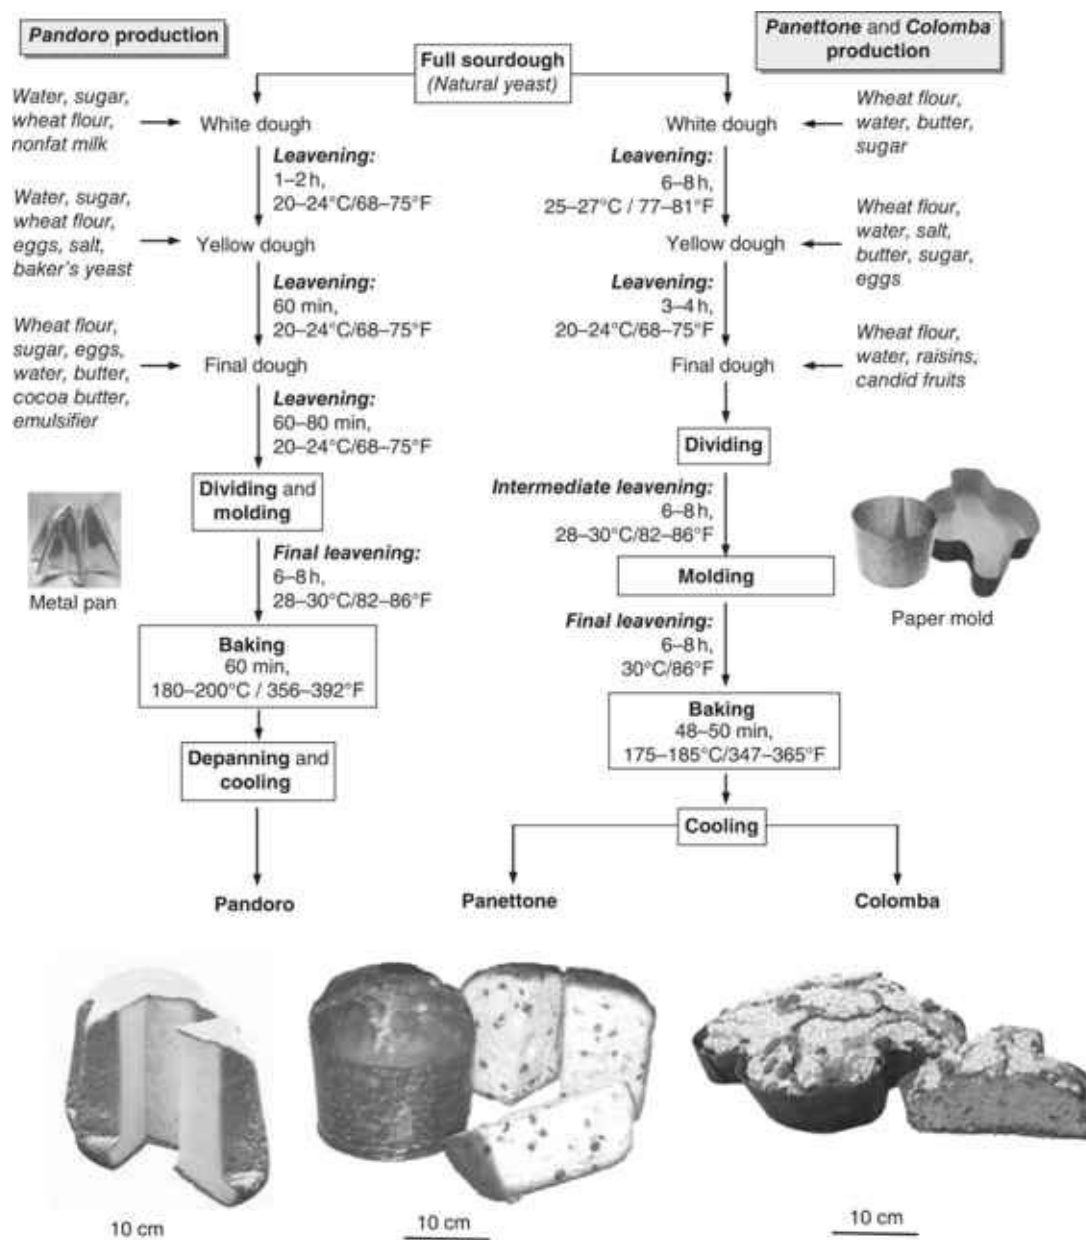 Pandoro production
Panettone and Colomba
production
Full sourdough
(Natural yeast)
Water, sugar,
wheat flour,
nonfat milk
White dough
Leavening:
1–2 h,
20–24°C/68–75°F
Water, sugar,
wheat flour,
eggs, salt,
baker's yeast
Yellow dough
Leavening:
60 min,
20–24°C/68–75°F
Wheat flour,
sugar, eggs,
water, butter,
cocoa butter,
emulsifier
Final dough
Leavening:
60–80 min,
20–24°C/68–75°F
Dividing and
molding
Metal pan
Final leavening:
6–8 h,
28–30°C/82–86°F
Baking
60 min,
180–200°C / 356–392°F
Depanning and
cooling
Pandoro
White dough
Wheat flour,
water, butter,
sugar
Leavening:
6–8 h,
25–27°C / 77–81°F
Yellow dough
Wheat flour,
water, salt,
butter, sugar,
eggs
Leavening:
3–4 h,
20–24°C/68–75°F
Final dough
Wheat flour,
water, raisins,
candid fruits
Dividing
Intermediate leavening:
6–8 h,
28–30°C/82–86°F
Molding
Paper mold
Final leavening:
6–8 h,
30°C/86°F
Baking
48–50 min,
175–185°C/347–365°F
Cooling
Panettone
Colomba
10 cm
10 cm
10 cm